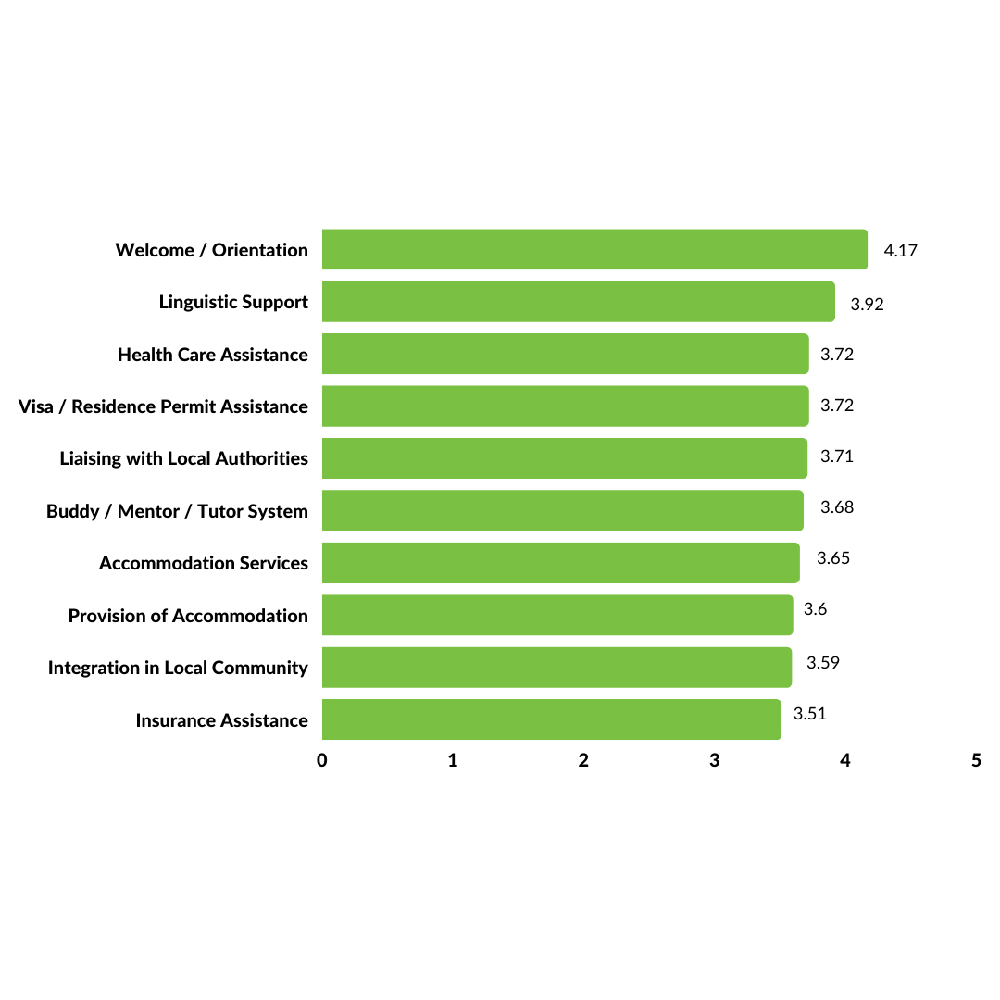 Welcome / Orientation 4.17
Linguistic Support 3.92
Health Care Assistance 3.72
Visa / Residence Permit Assistance 3.72
Liaising with Local Authorities 3.71
Buddy / Mentor / Tutor System 3.68
Accommodation Services 3.65
Provision of Accommodation 3.6
Integration in Local Community 3.59
Insurance Assistance 3.51
0 1 2 3 4 5